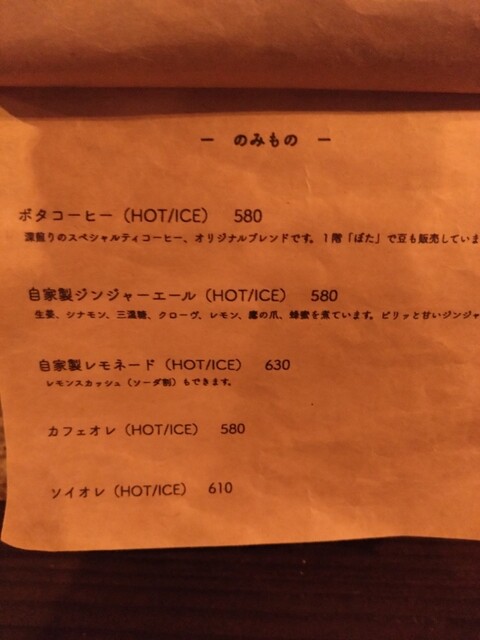 — のみもの —
ボタコーヒー（HOT/ICE） 580
深煎りのスペシャルティコーヒー、オリジナルブレンドです。1階「ぼた」で豆も販売していま
自家製ジンジャーエール（HOT/ICE） 580
生姜、シナモン、三温糖、クローヴ、レモン、鷹の爪、蜂蜜を煮ています。ピリッと甘いジンジャ
自家製レモネード（HOT/ICE） 630
レモンスカッシュ（ソーダ割）もできます。
カフェオレ（HOT/ICE） 580
ソイオレ（HOT/ICE） 610